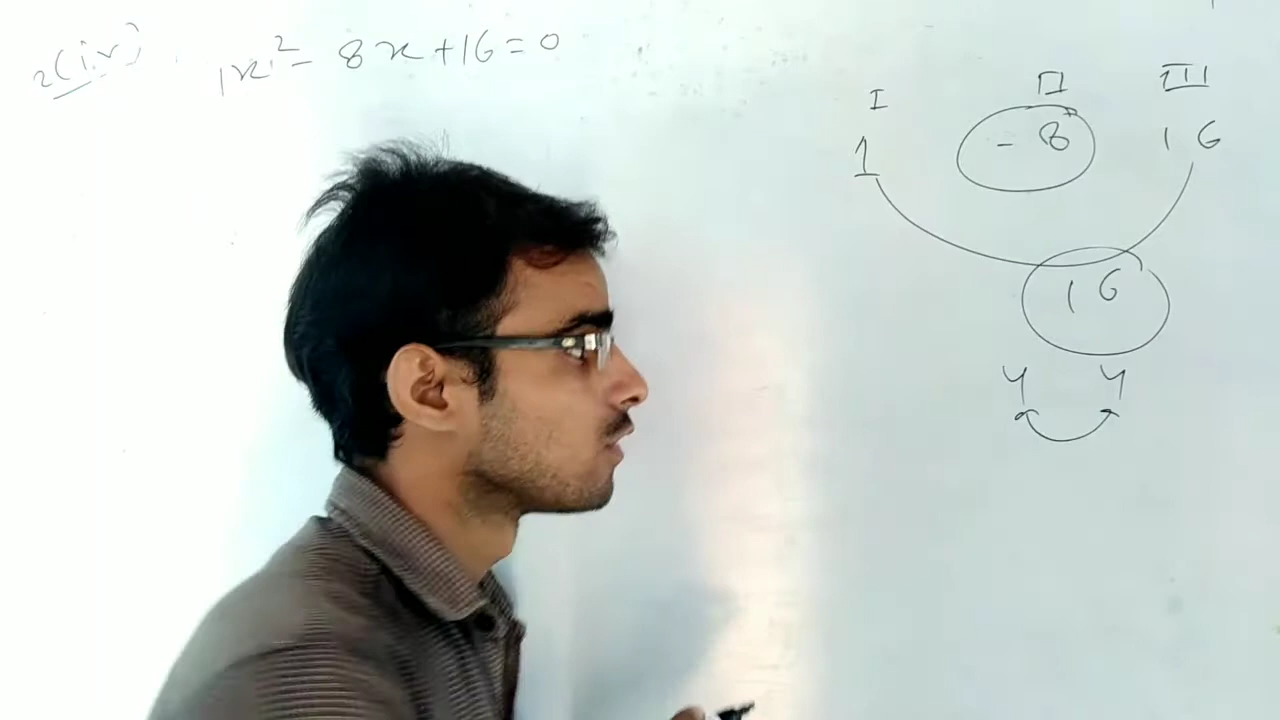 2(iv) 1x² - 8x + 16 = 0
I II III
1 - 8 16
16
4 4